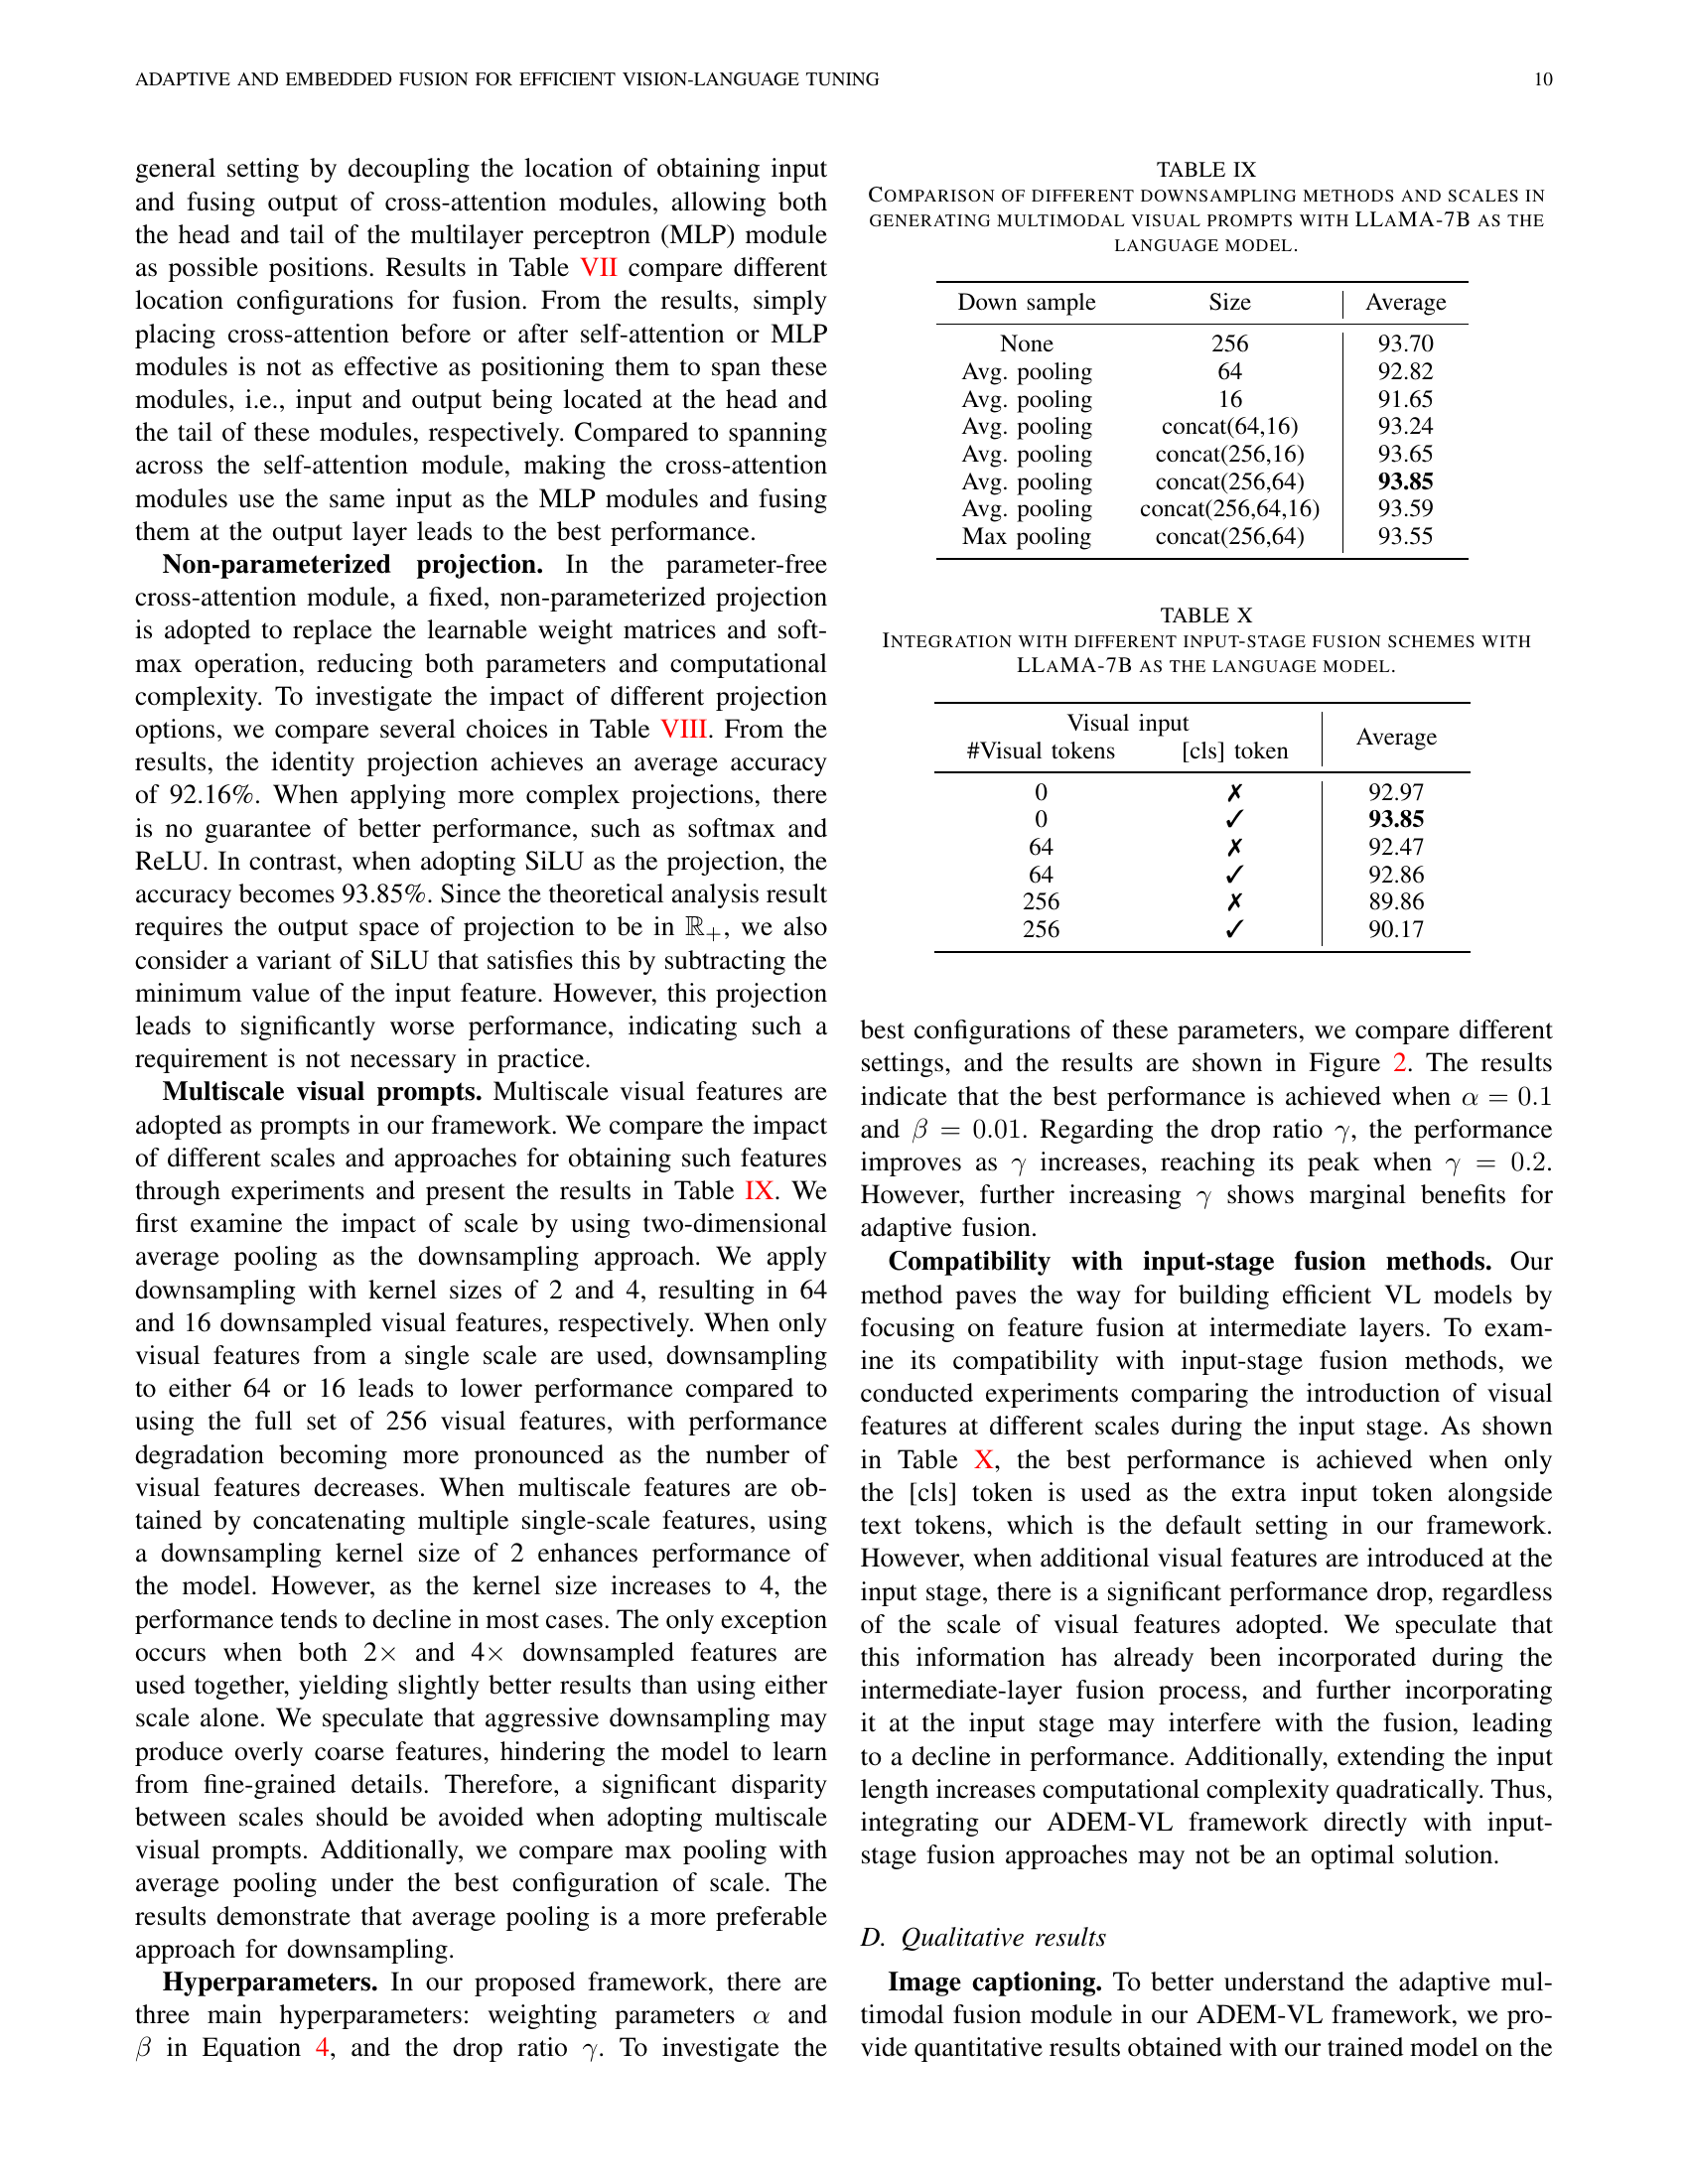 ADAPTIVE AND EMBEDDED FUSION FOR EFFICIENT VISION-LANGUAGE TUNING 10
general setting by decoupling the location of obtaining input
and fusing output of cross-attention modules, allowing both
the head and tail of the multilayer perceptron (MLP) module
as possible positions. Results in Table VII compare different
location configurations for fusion. From the results, simply
placing cross-attention before or after self-attention or MLP
modules is not as effective as positioning them to span these
modules, i.e., input and output being located at the head and
the tail of these modules, respectively. Compared to spanning
across the self-attention module, making the cross-attention
modules use the same input as the MLP modules and fusing
them at the output layer leads to the best performance.
Non-parameterized projection. In the parameter-free
cross-attention module, a fixed, non-parameterized projection
is adopted to replace the learnable weight matrices and soft-
max operation, reducing both parameters and computational
complexity. To investigate the impact of different projection
options, we compare several choices in Table VIII. From the
results, the identity projection achieves an average accuracy
of 92.16%. When applying more complex projections, there
is no guarantee of better performance, such as softmax and
ReLU. In contrast, when adopting SiLU as the projection, the
accuracy becomes 93.85%. Since the theoretical analysis result
requires the output space of projection to be in ℝ₊, we also
consider a variant of SiLU that satisfies this by subtracting the
minimum value of the input feature. However, this projection
leads to significantly worse performance, indicating such a
requirement is not necessary in practice.
Multiscale visual prompts. Multiscale visual features are
adopted as prompts in our framework. We compare the impact
of different scales and approaches for obtaining such features
through experiments and present the results in Table IX. We
first examine the impact of scale by using two-dimensional
average pooling as the downsampling approach. We apply
downsampling with kernel sizes of 2 and 4, resulting in 64
and 16 downsampled visual features, respectively. When only
visual features from a single scale are used, downsampling
to either 64 or 16 leads to lower performance compared to
using the full set of 256 visual features, with performance
degradation becoming more pronounced as the number of
visual features decreases. When multiscale features are ob-
tained by concatenating multiple single-scale features, using
a downsampling kernel size of 2 enhances performance of
the model. However, as the kernel size increases to 4, the
performance tends to decline in most cases. The only exception
occurs when both 2× and 4× downsampled features are
used together, yielding slightly better results than using either
scale alone. We speculate that aggressive downsampling may
produce overly coarse features, hindering the model to learn
from fine-grained details. Therefore, a significant disparity
between scales should be avoided when adopting multiscale
visual prompts. Additionally, we compare max pooling with
average pooling under the best configuration of scale. The
results demonstrate that average pooling is a more preferable
approach for downsampling.
Hyperparameters. In our proposed framework, there are
three main hyperparameters: weighting parameters α and
β in Equation 4, and the drop ratio γ. To investigate the
TABLE IX
COMPARISON OF DIFFERENT DOWNSAMPLING METHODS AND SCALES IN
GENERATING MULTIMODAL VISUAL PROMPTS WITH LLAMA-7B AS THE
LANGUAGE MODEL.
Down sample Size Average
None 256 93.70
Avg. pooling 64 92.82
Avg. pooling 16 91.65
Avg. pooling concat(64,16) 93.24
Avg. pooling concat(256,16) 93.65
Avg. pooling concat(256,64) 93.85
Avg. pooling concat(256,64,16) 93.59
Max pooling concat(256,64) 93.55
TABLE X
INTEGRATION WITH DIFFERENT INPUT-STAGE FUSION SCHEMES WITH
LLAMA-7B AS THE LANGUAGE MODEL.
Visual input
#Visual tokens [cls] token Average
0 ✗ 92.97
0 ✓ 93.85
64 ✗ 92.47
64 ✓ 92.86
256 ✗ 89.86
256 ✓ 90.17
best configurations of these parameters, we compare different
settings, and the results are shown in Figure 2. The results
indicate that the best performance is achieved when α = 0.1
and β = 0.01. Regarding the drop ratio γ, the performance
improves as γ increases, reaching its peak when γ = 0.2.
However, further increasing γ shows marginal benefits for
adaptive fusion.
Compatibility with input-stage fusion methods. Our
method paves the way for building efficient VL models by
focusing on feature fusion at intermediate layers. To exam-
ine its compatibility with input-stage fusion methods, we
conducted experiments comparing the introduction of visual
features at different scales during the input stage. As shown
in Table X, the best performance is achieved when only
the [cls] token is used as the extra input token alongside
text tokens, which is the default setting in our framework.
However, when additional visual features are introduced at the
input stage, there is a significant performance drop, regardless
of the scale of visual features adopted. We speculate that
this information has already been incorporated during the
intermediate-layer fusion process, and further incorporating
it at the input stage may interfere with the fusion, leading
to a decline in performance. Additionally, extending the input
length increases computational complexity quadratically. Thus,
integrating our ADEM-VL framework directly with input-
stage fusion approaches may not be an optimal solution.
D. Qualitative results
Image captioning. To better understand the adaptive mul-
timodal fusion module in our ADEM-VL framework, we pro-
vide quantitative results obtained with our trained model on the